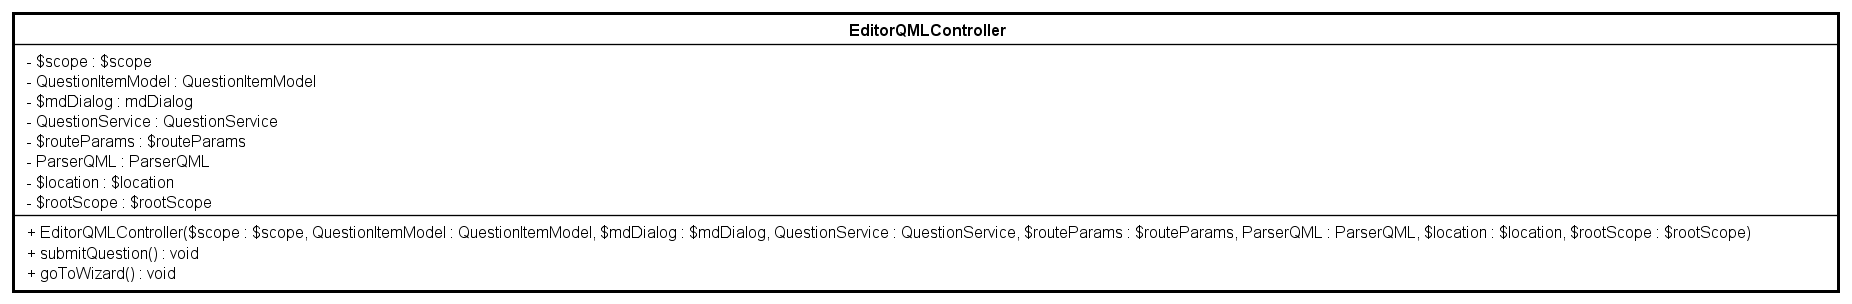 EditorQMLController
- $scope : $scope
- QuestionItemModel : QuestionItemModel
- $mdDialog : mdDialog
- QuestionService : QuestionService
- $routeParams : $routeParams
- ParserQML : ParserQML
- $location : $location
- $rootScope : $rootScope
+ EditorQMLController($scope : $scope, QuestionItemModel : QuestionItemModel, $mdDialog : $mdDialog, QuestionService : QuestionService, $routeParams : $routeParams, ParserQML : ParserQML, $location : $location, $rootScope : $rootScope)
+ submitQuestion() : void
+ goToWizard() : void